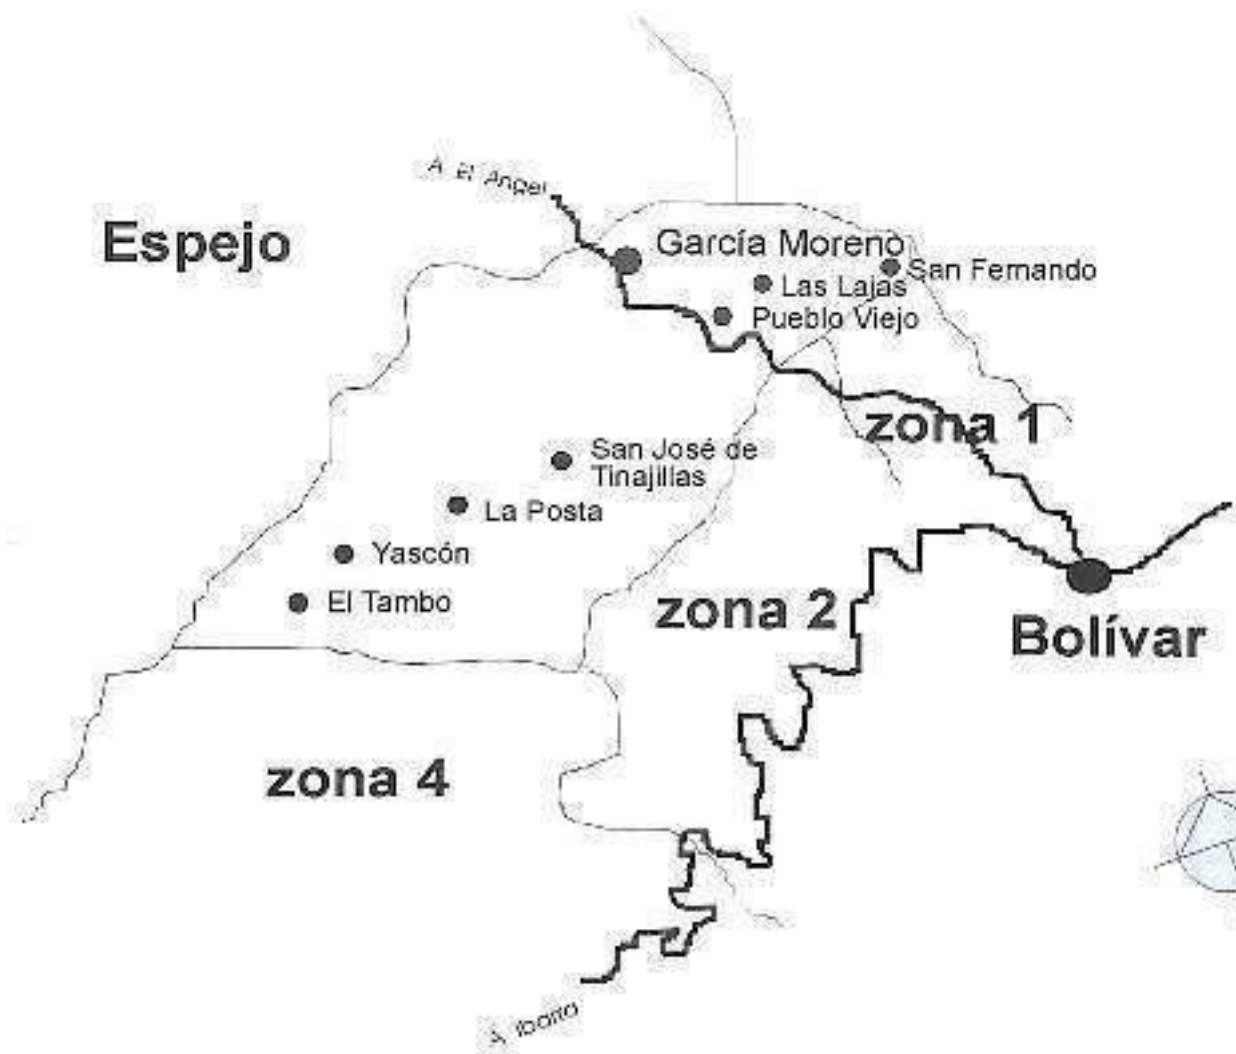 A El Angel
Espejo
García Moreno
San Fernando
Las Lajas
Pueblo Viejo
zona 1
San José de
Tinajillas
La Posta
Yascón
El Tambo
zona 2
Bolívar
zona 4
A Ibarra